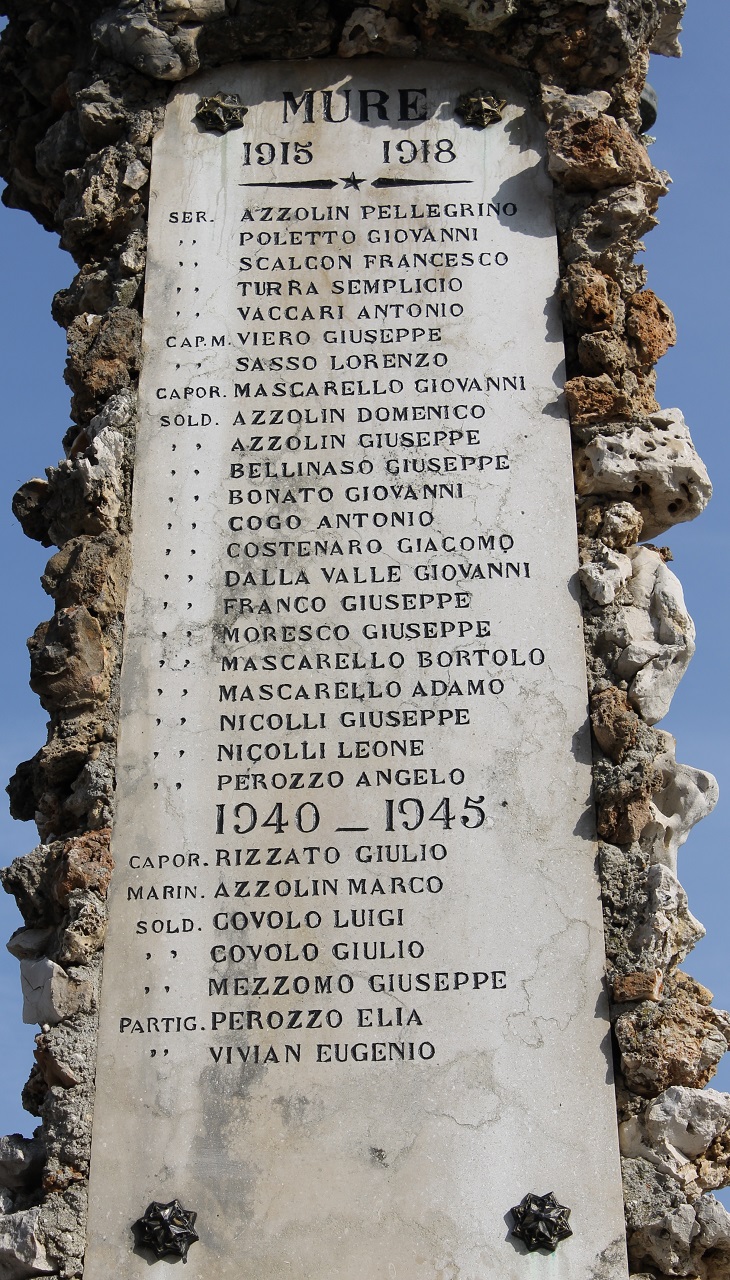 MURE
1915 1918
SER. AZZOLIN PELLEGRINO
,, POLETTO GIOVANNI
,, SCALCON FRANCESCO
,, TURRA SEMPLICIO
,, VACCARI ANTONIO
CAP.M. VIERO GIUSEPPE
,, SASSO LORENZO
CAPOR. MASCARELLO GIOVANNI
SOLD. AZZOLIN DOMENICO
,, AZZOLIN GIUSEPPE
,, BELLINASO GIUSEPPE
,, BONATO GIOVANNI
,, COGO ANTONIO
,, COSTENARO GIACOMO
,, DALLA VALLE GIOVANNI
,, FRANCO GIUSEPPE
,, MORESCO GIUSEPPE
,, MASCARELLO BORTOLO
,, MASCARELLO ADAMO
,, NICOLLI GIUSEPPE
,, NICOLLI LEONE
,, PEROZZO ANGELO
1940 – 1945
CAPOR. RIZZATO GIULIO
MARIN. AZZOLIN MARCO
SOLD. COVOLO LUIGI
,, COVOLO GIULIO
,, MEZZOMO GIUSEPPE
PARTIG. PEROZZO ELIA
,, VIVIAN EUGENIO